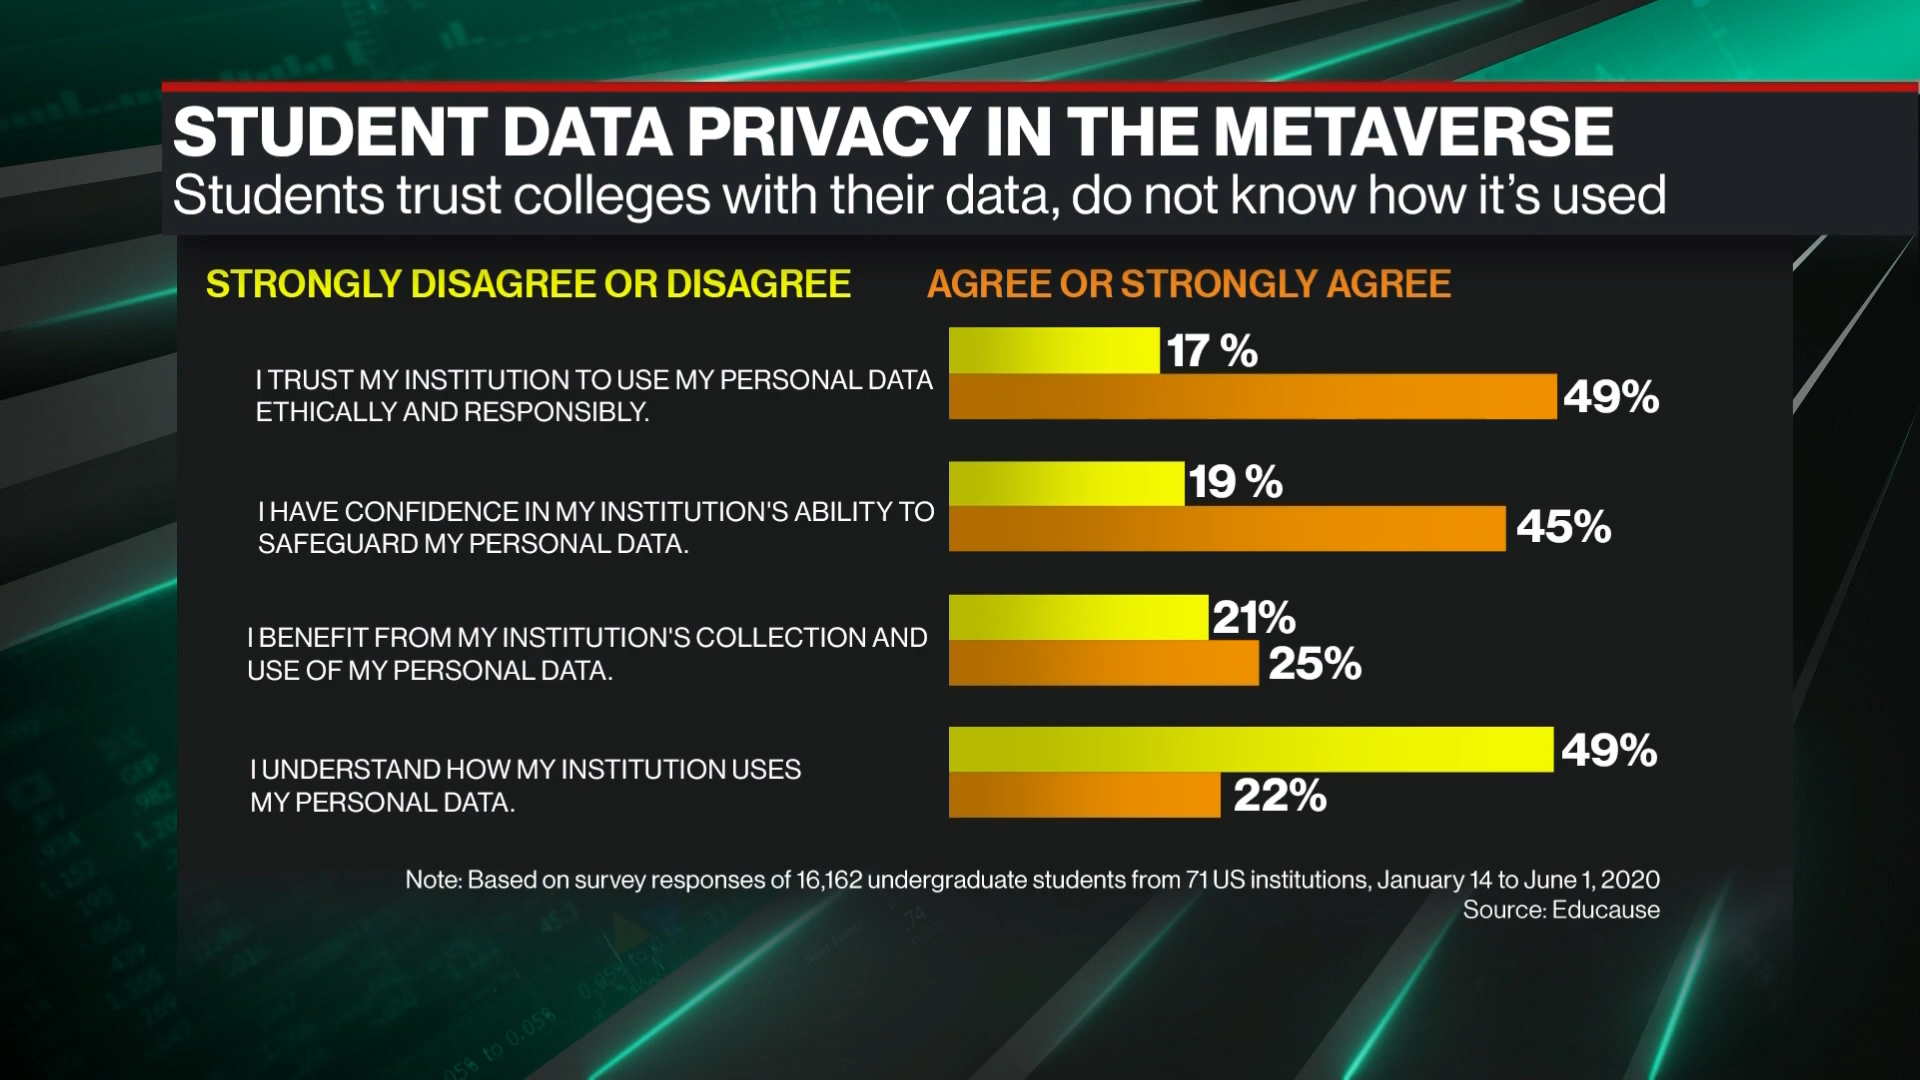 STUDENT DATA PRIVACY IN THE METAVERSE
Students trust colleges with their data, do not know how it's used
STRONGLY DISAGREE OR DISAGREE
AGREE OR STRONGLY AGREE
I TRUST MY INSTITUTION TO USE MY PERSONAL DATA
ETHICALLY AND RESPONSIBLY.
17 %
49%
I HAVE CONFIDENCE IN MY INSTITUTION'S ABILITY TO
SAFEGUARD MY PERSONAL DATA.
19 %
45%
I BENEFIT FROM MY INSTITUTION'S COLLECTION AND
USE OF MY PERSONAL DATA.
21%
25%
I UNDERSTAND HOW MY INSTITUTION USES
MY PERSONAL DATA.
49%
22%
Note: Based on survey responses of 16,162 undergraduate students from 71 US institutions, January 14 to June 1, 2020
Source: Educause